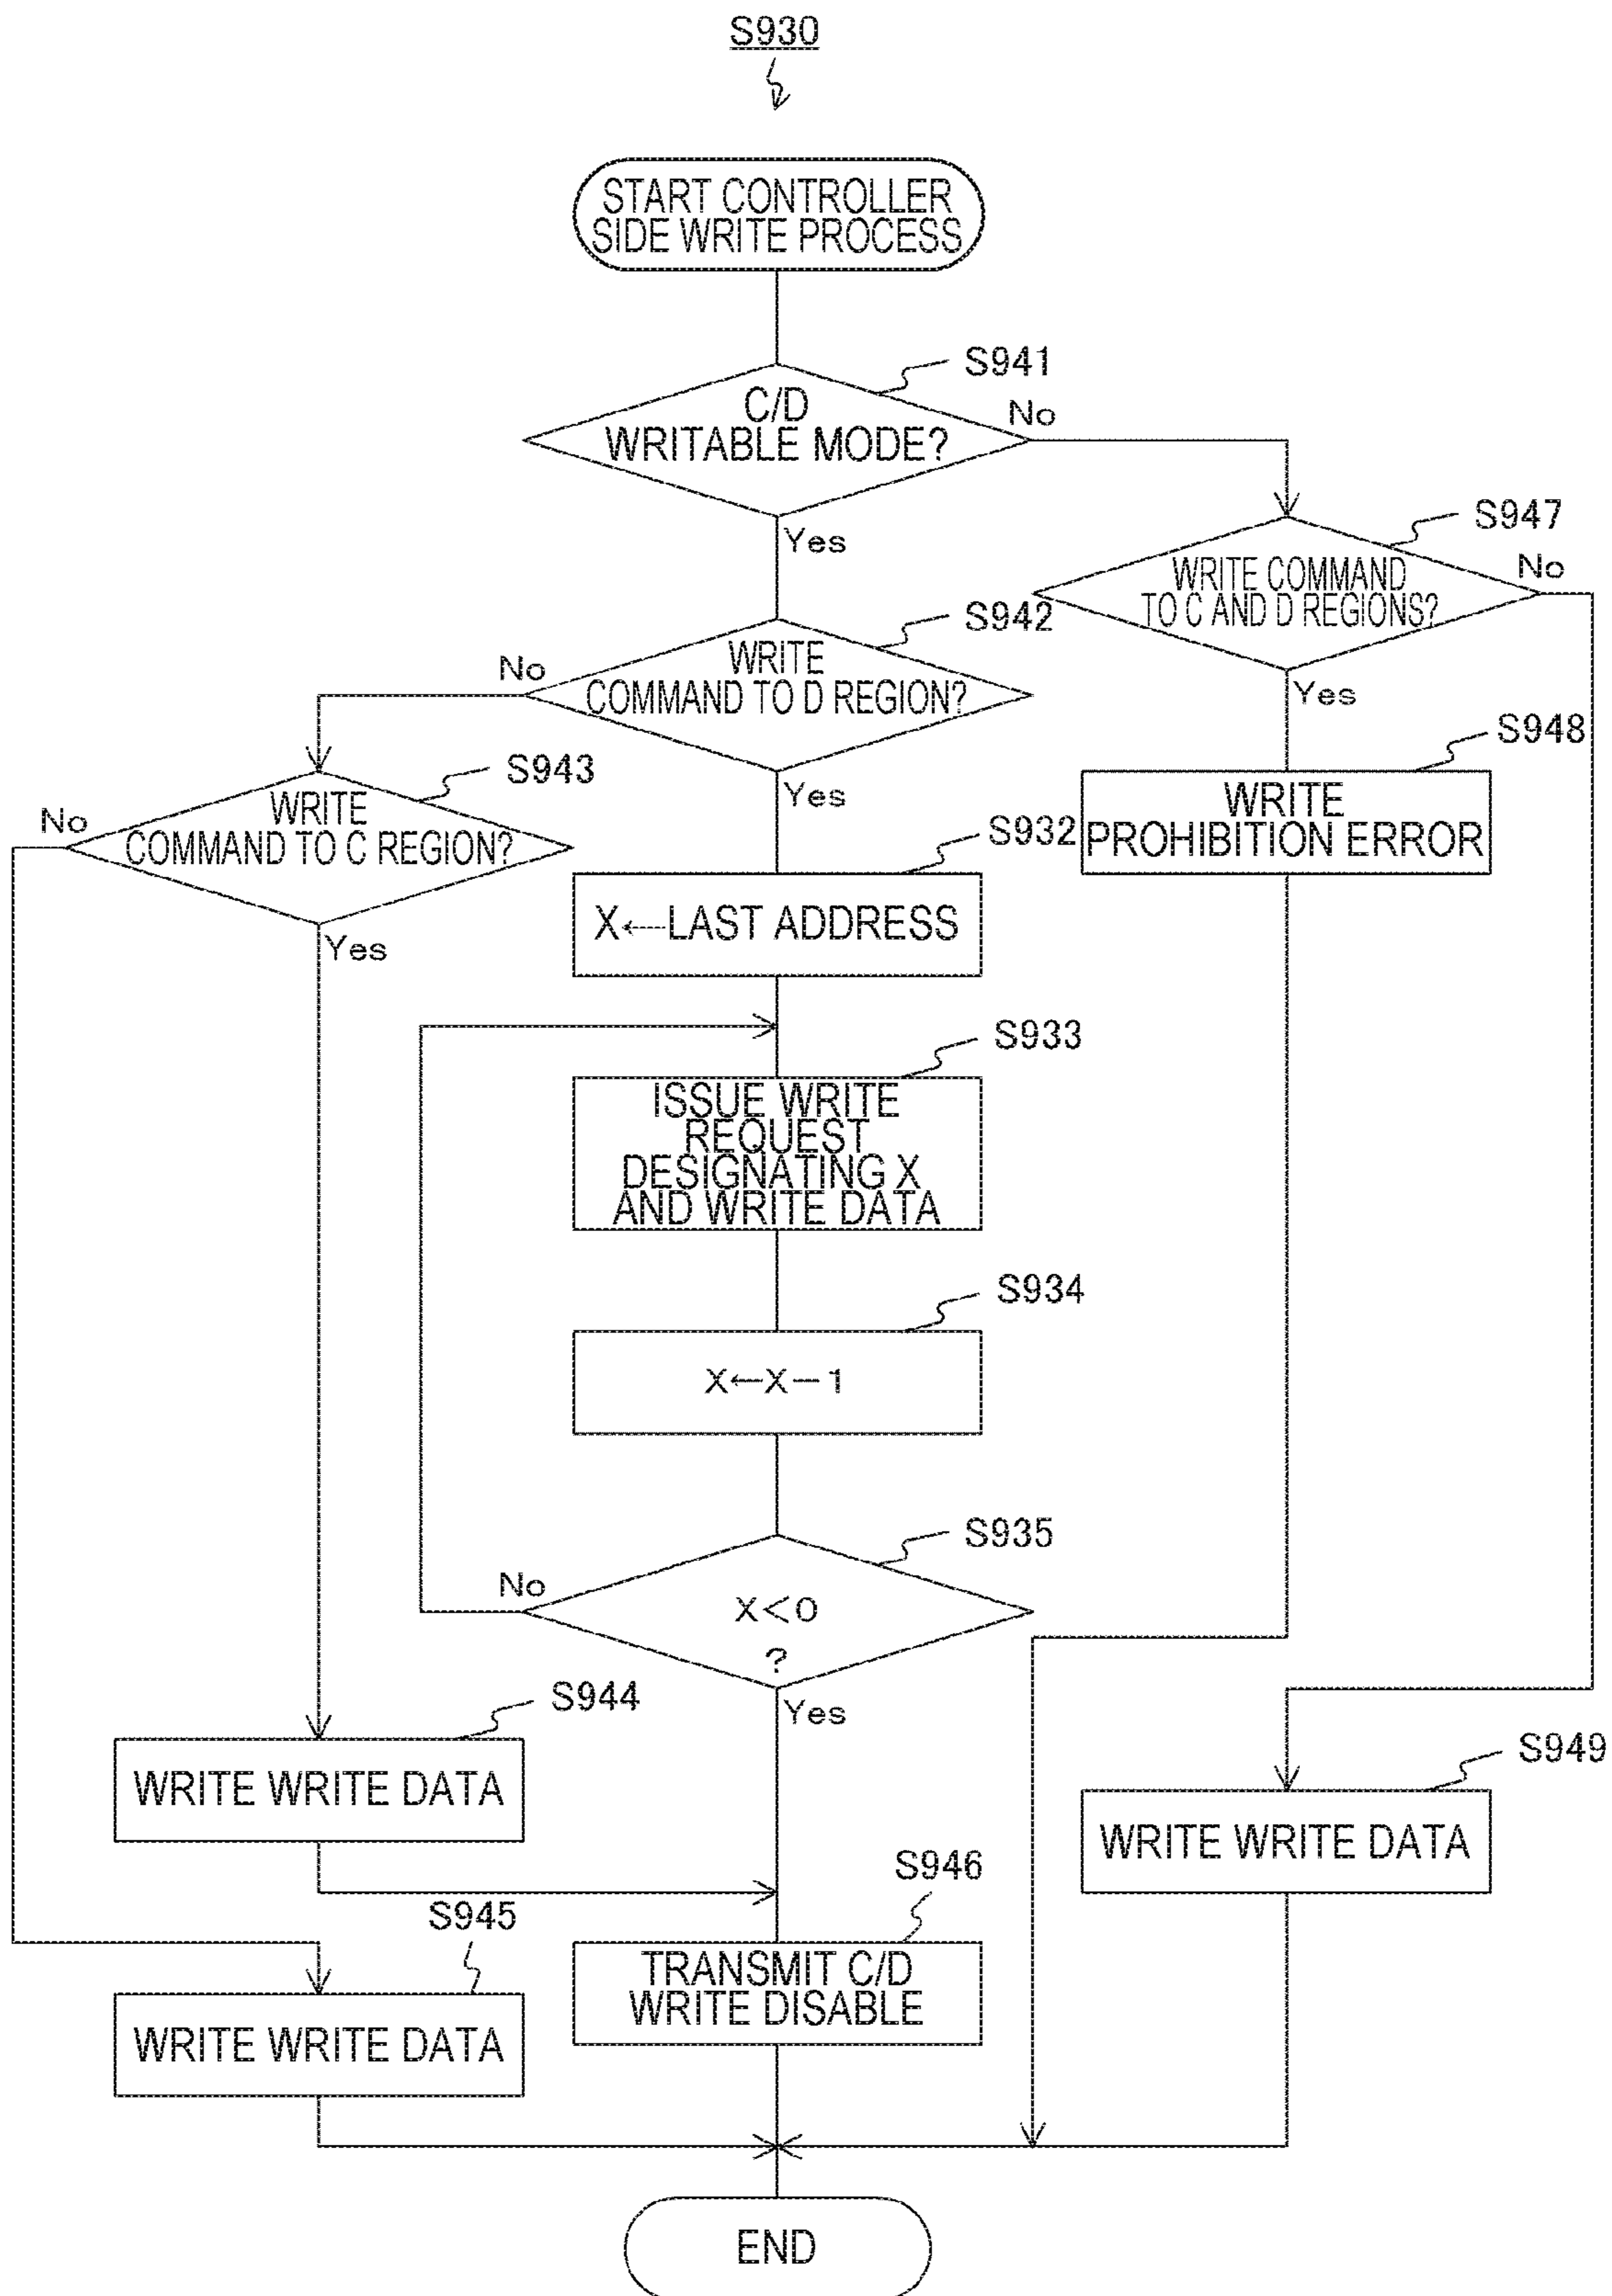 S930
START CONTROLLER
SIDE WRITE PROCESS
S941
C/D
WRITABLE MODE?
No
Yes
S947
WRITE COMMAND
TO C AND D REGIONS?
No
Yes
S942
WRITE
COMMAND TO D REGION?
No
Yes
S948
WRITE
PROHIBITION ERROR
S943
WRITE
COMMAND TO C REGION?
No
Yes
S932
X←LAST ADDRESS
S933
ISSUE WRITE
REQUEST
DESIGNATING X
AND WRITE DATA
S934
X←X−1
S935
X<0
?
No
Yes
S944
WRITE WRITE DATA
S949
WRITE WRITE DATA
S946
TRANSMIT C/D
WRITE DISABLE
S945
WRITE WRITE DATA
END